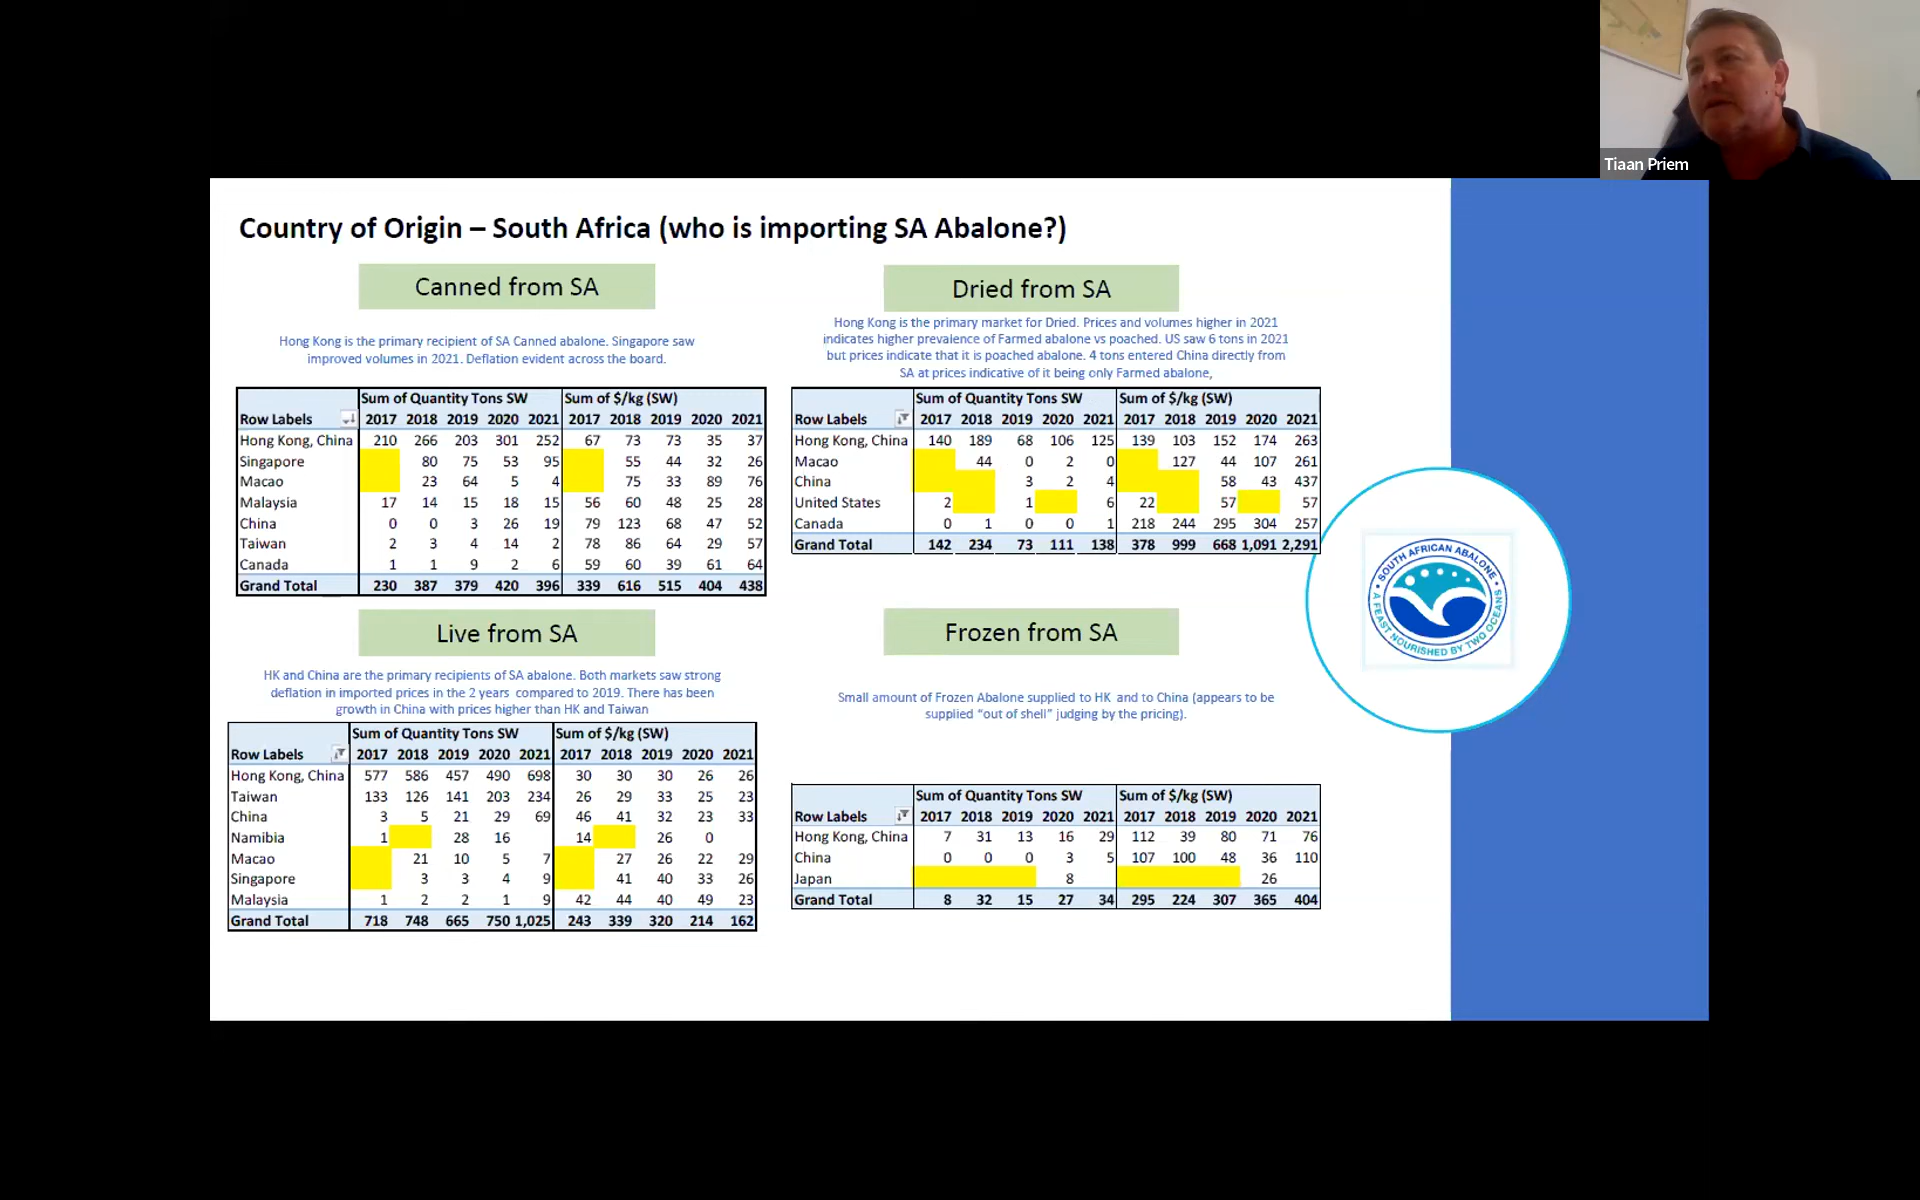 Tiaan Priem
Country of Origin – South Africa (who is importing SA Abalone?)
Canned from SA
Hong Kong is the primary recipient of SA Canned abalone. Singapore saw
improved volumes in 2021. Deflation evident across the board.
Sum of Quantity Tons SW Sum of $/kg (SW)
Row Labels 2017 2018 2019 2020 2021 2017 2018 2019 2020 2021
Hong Kong, China 210 266 203 301 252 67 73 73 35 37
Singapore 80 75 53 95 55 44 32 26
Macao 23 64 5 4 75 33 89 76
Malaysia 17 14 15 18 15 56 60 48 25 28
China 0 0 3 26 19 79 123 68 47 52
Taiwan 2 3 4 14 2 78 86 64 29 57
Canada 1 1 9 2 6 59 60 39 61 64
Grand Total 230 387 379 420 396 339 616 515 404 438
Dried from SA
Hong Kong is the primary market for Dried. Prices and volumes higher in 2021
indicates higher prevalence of Farmed abalone vs poached. US saw 6 tons in 2021
but prices indicate that it is poached abalone. 4 tons entered China directly from
SA at prices indicative of it being only Farmed abalone,
Sum of Quantity Tons SW Sum of $/kg (SW)
Row Labels 2017 2018 2019 2020 2021 2017 2018 2019 2020 2021
Hong Kong, China 140 189 68 106 125 139 103 152 174 263
Macao 44 0 2 0 127 44 107 261
China 3 2 4 58 43 437
United States 2 1 6 22 57 57
Canada 0 1 0 0 1 218 244 295 304 257
Grand Total 142 234 73 111 138 378 999 668 1,091 2,291
Live from SA
HK and China are the primary recipients of SA abalone. Both markets saw strong
deflation in imported prices in the 2 years compared to 2019. There has been
growth in China with prices higher than HK and Taiwan
Sum of Quantity Tons SW Sum of $/kg (SW)
Row Labels 2017 2018 2019 2020 2021 2017 2018 2019 2020 2021
Hong Kong, China 577 586 457 490 698 30 30 30 26 26
Taiwan 133 126 141 203 234 26 29 33 25 23
China 3 5 21 29 69 46 41 32 23 33
Namibia 1 28 16 14 26 0
Macao 21 10 5 7 27 26 22 29
Singapore 3 3 4 9 41 40 33 26
Malaysia 1 2 2 1 9 42 44 40 49 23
Grand Total 718 748 665 750 1,025 243 339 320 214 162
Frozen from SA
Small amount of Frozen Abalone supplied to HK and to China (appears to be
supplied “out of shell” judging by the pricing).
Sum of Quantity Tons SW Sum of $/kg (SW)
Row Labels 2017 2018 2019 2020 2021 2017 2018 2019 2020 2021
Hong Kong, China 7 31 13 16 29 112 39 80 71 76
China 0 0 0 3 5 107 100 48 36 110
Japan 8 26
Grand Total 8 32 15 27 34 295 224 307 365 404
SOUTH AFRICAN ABALONE
A FEAST NOURISHED BY TWO OCEANS